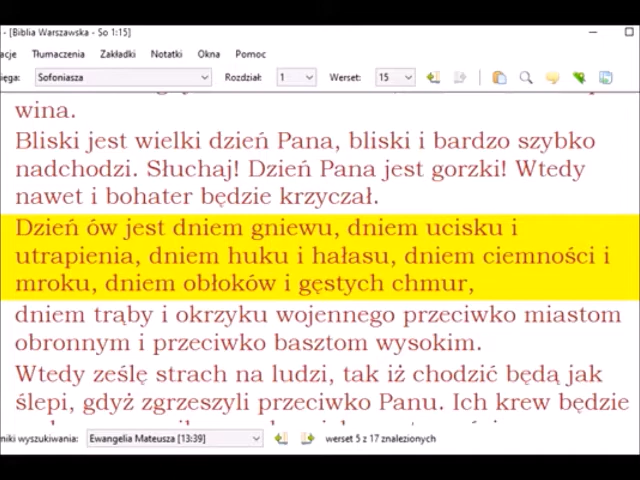 - [Biblia Warszawska - So 1:15]
acje Tłumaczenia Zakładki Notatki Okna Pomoc
ięga: Sofoniasza Rozdział: 1 Werset: 15
wina.
Bliski jest wielki dzień Pana, bliski i bardzo szybko
nadchodzi. Słuchaj! Dzień Pana jest gorzki! Wtedy
nawet i bohater będzie krzyczał.
Dzień ów jest dniem gniewu, dniem ucisku i
utrapienia, dniem huku i hałasu, dniem ciemności i
mroku, dniem obłoków i gęstych chmur,
dniem trąby i okrzyku wojennego przeciwko miastom
obronnym i przeciwko basztom wysokim.
Wtedy ześlę strach na ludzi, tak iż chodzić będą jak
ślepi, gdyż zgrzeszyli przeciwko Panu. Ich krew będzie
niki wyszukiwania: Ewangelia Mateusza [13:39] werset 5 z 17 znalezionych